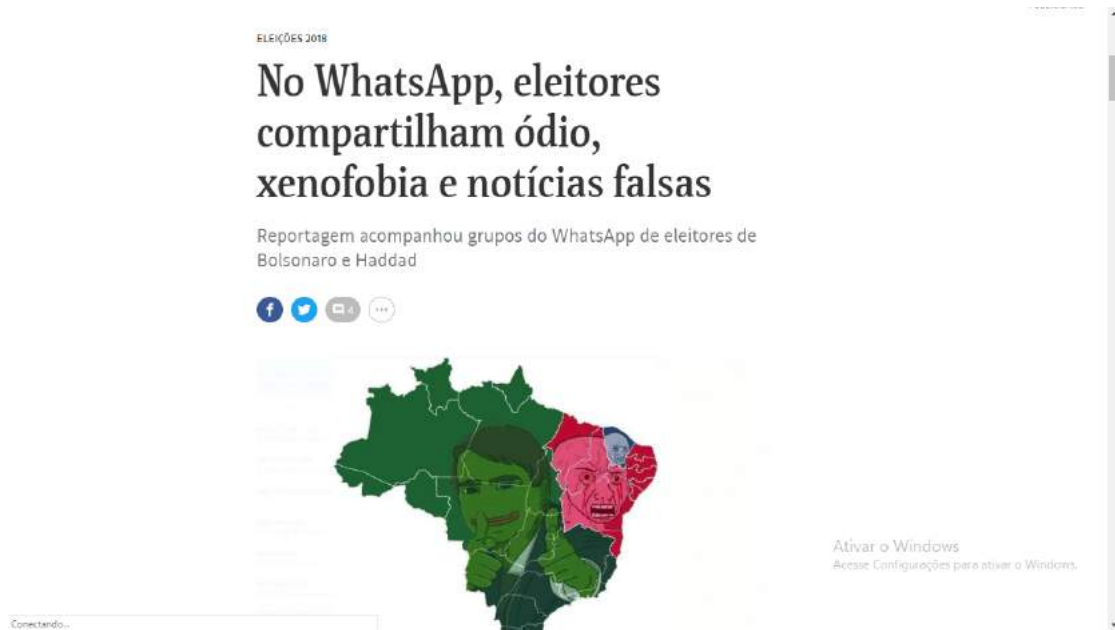 ELEIÇÕES 2018
No WhatsApp, eleitores
compartilham ódio,
xenofobia e notícias falsas
Reportagem acompanhou grupos do WhatsApp de eleitores de
Bolsonaro e Haddad
4
Ativar o Windows
Acesse Configurações para ativar o Windows.
Conectando...